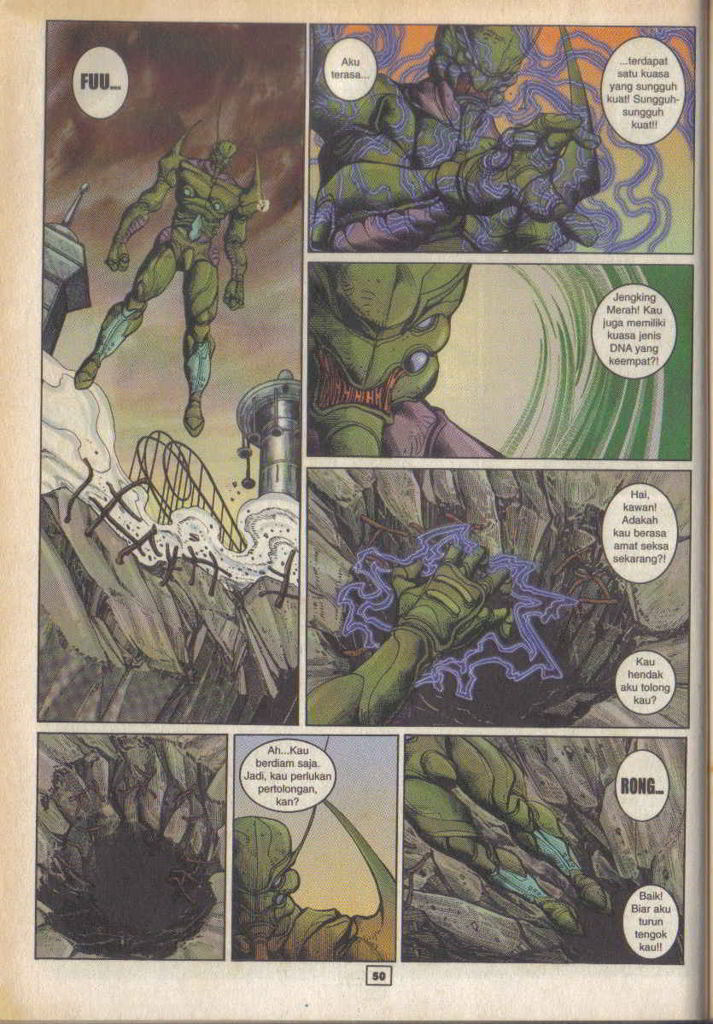 FUU...
Aku
terasa...
...terdapat
satu kuasa
yang sungguh
kuat! Sungguh-
sungguh
kuat!!
Jengking
Merah! Kau
juga memiliki
kuasa jenis
DNA yang
keempat?!
Hai,
kawan!
Adakah
kau berasa
amat seksa
sekarang?!
Kau
hendak
aku tolong
kau?
Ah...Kau
berdiam saja.
Jadi, kau perlukan
pertolongan,
kan?
RONG...
Baik!
Biar aku
turun
tengok
kau!!
50